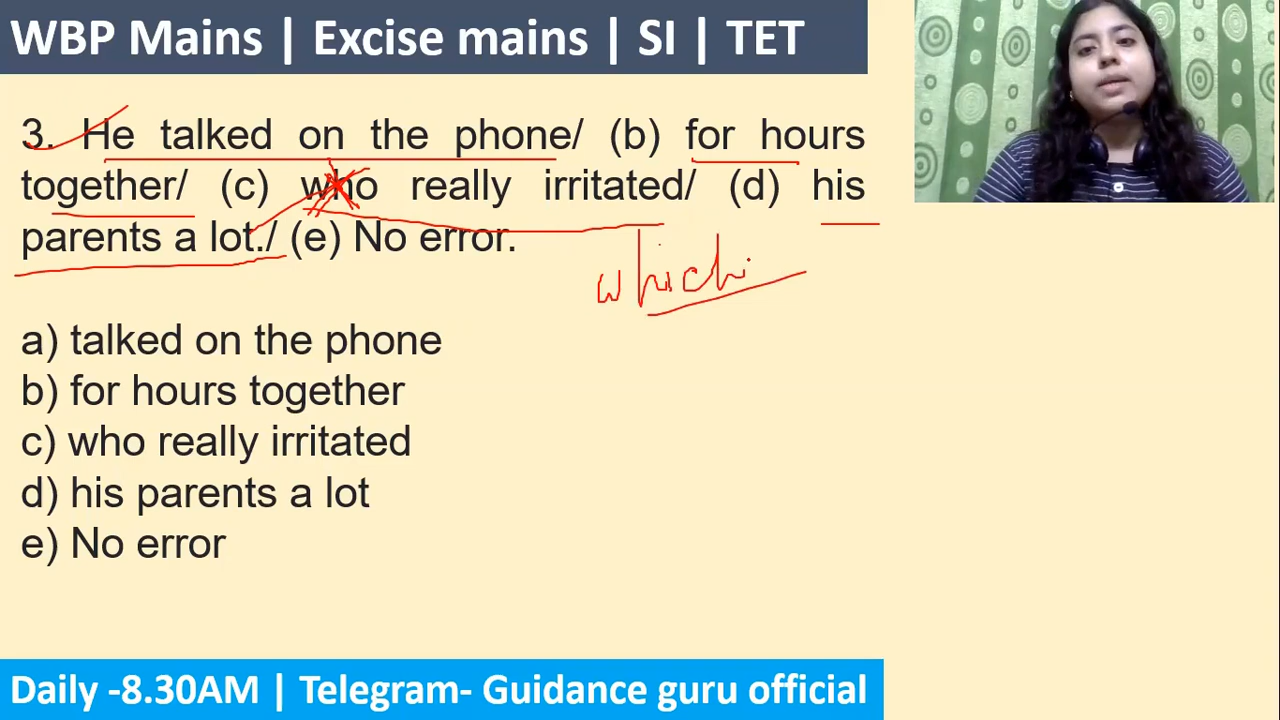 WBP Mains | Excise mains | SI | TET
3. He talked on the phone/ (b) for hours
together/ (c) who really irritated/ (d) his
parents a lot./ (e) No error.
which
a) talked on the phone
b) for hours together
c) who really irritated
d) his parents a lot
e) No error
Daily -8.30AM | Telegram- Guidance guru official